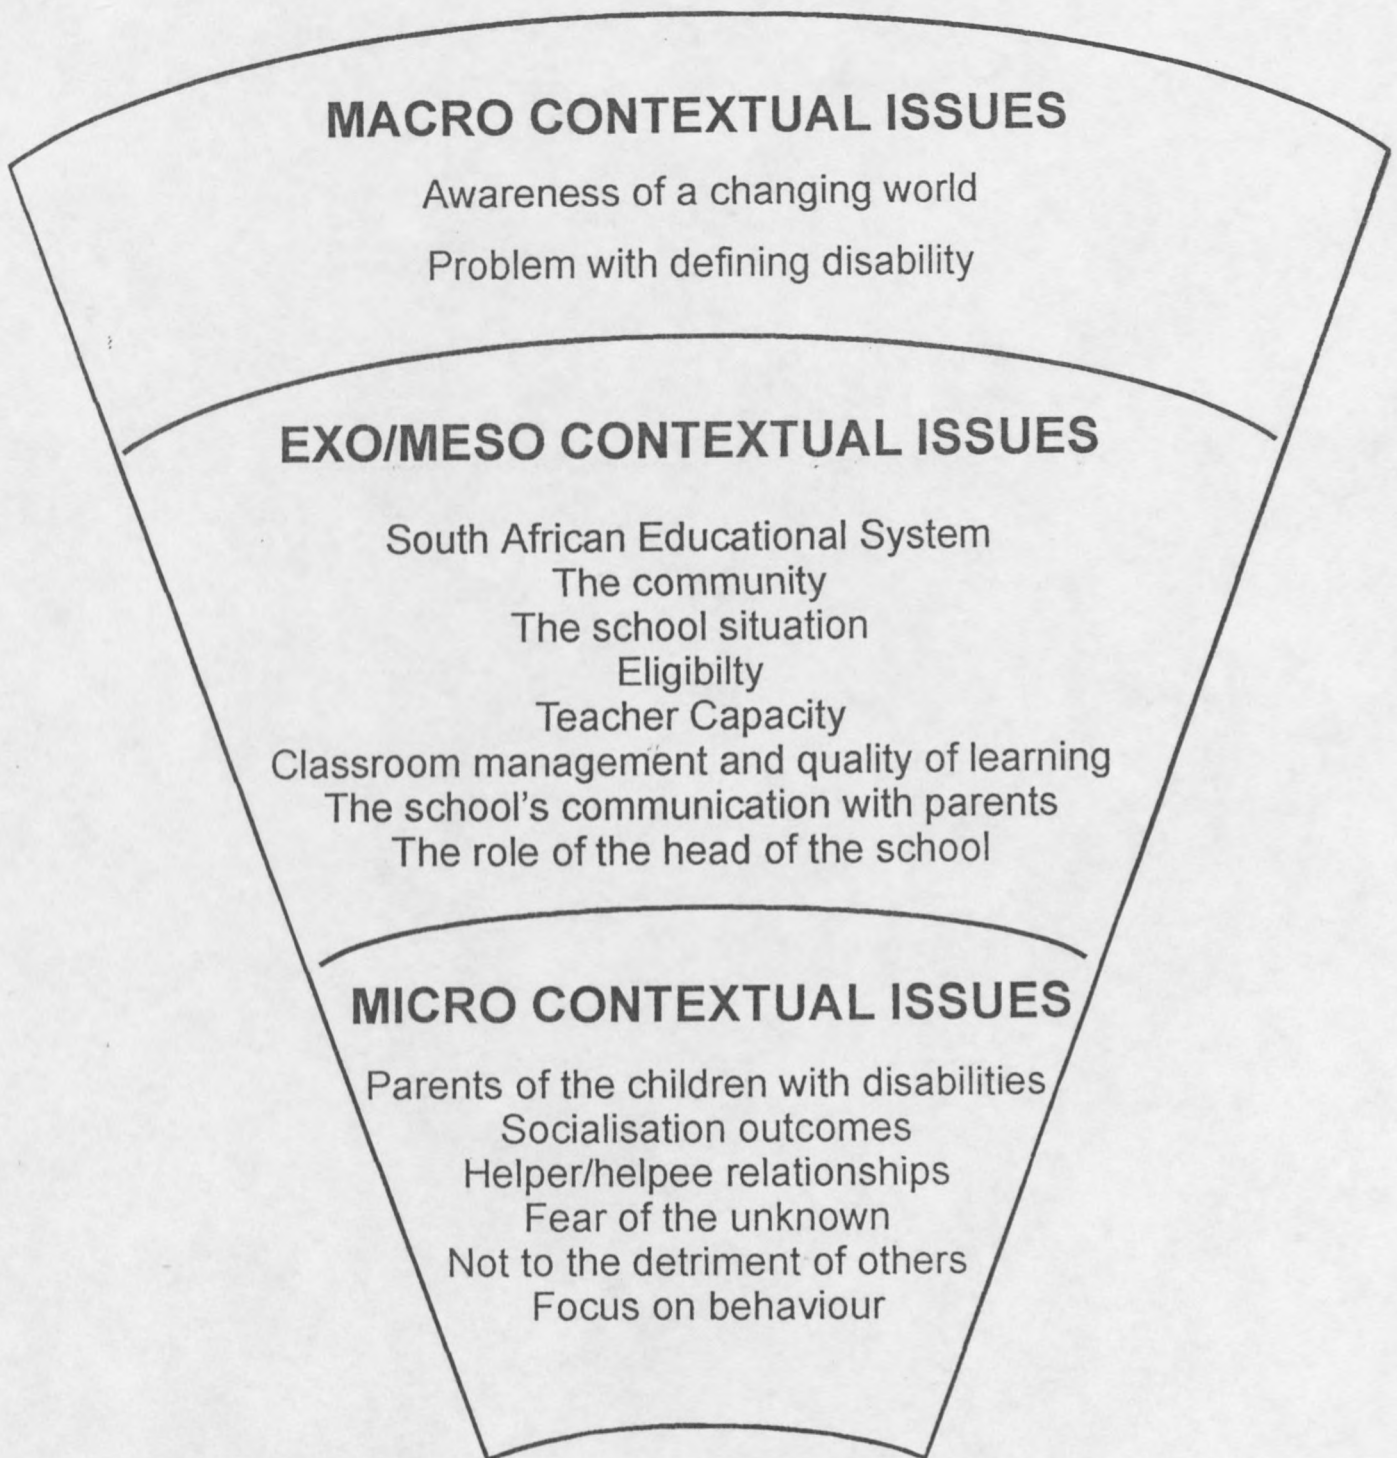 MACRO CONTEXTUAL ISSUES
Awareness of a changing world
Problem with defining disability
EXO/MESO CONTEXTUAL ISSUES
South African Educational System
The community
The school situation
Eligibilty
Teacher Capacity
Classroom management and quality of learning
The school's communication with parents
The role of the head of the school
MICRO CONTEXTUAL ISSUES
Parents of the children with disabilities
Socialisation outcomes
Helper/helpee relationships
Fear of the unknown
Not to the detriment of others
Focus on behaviour